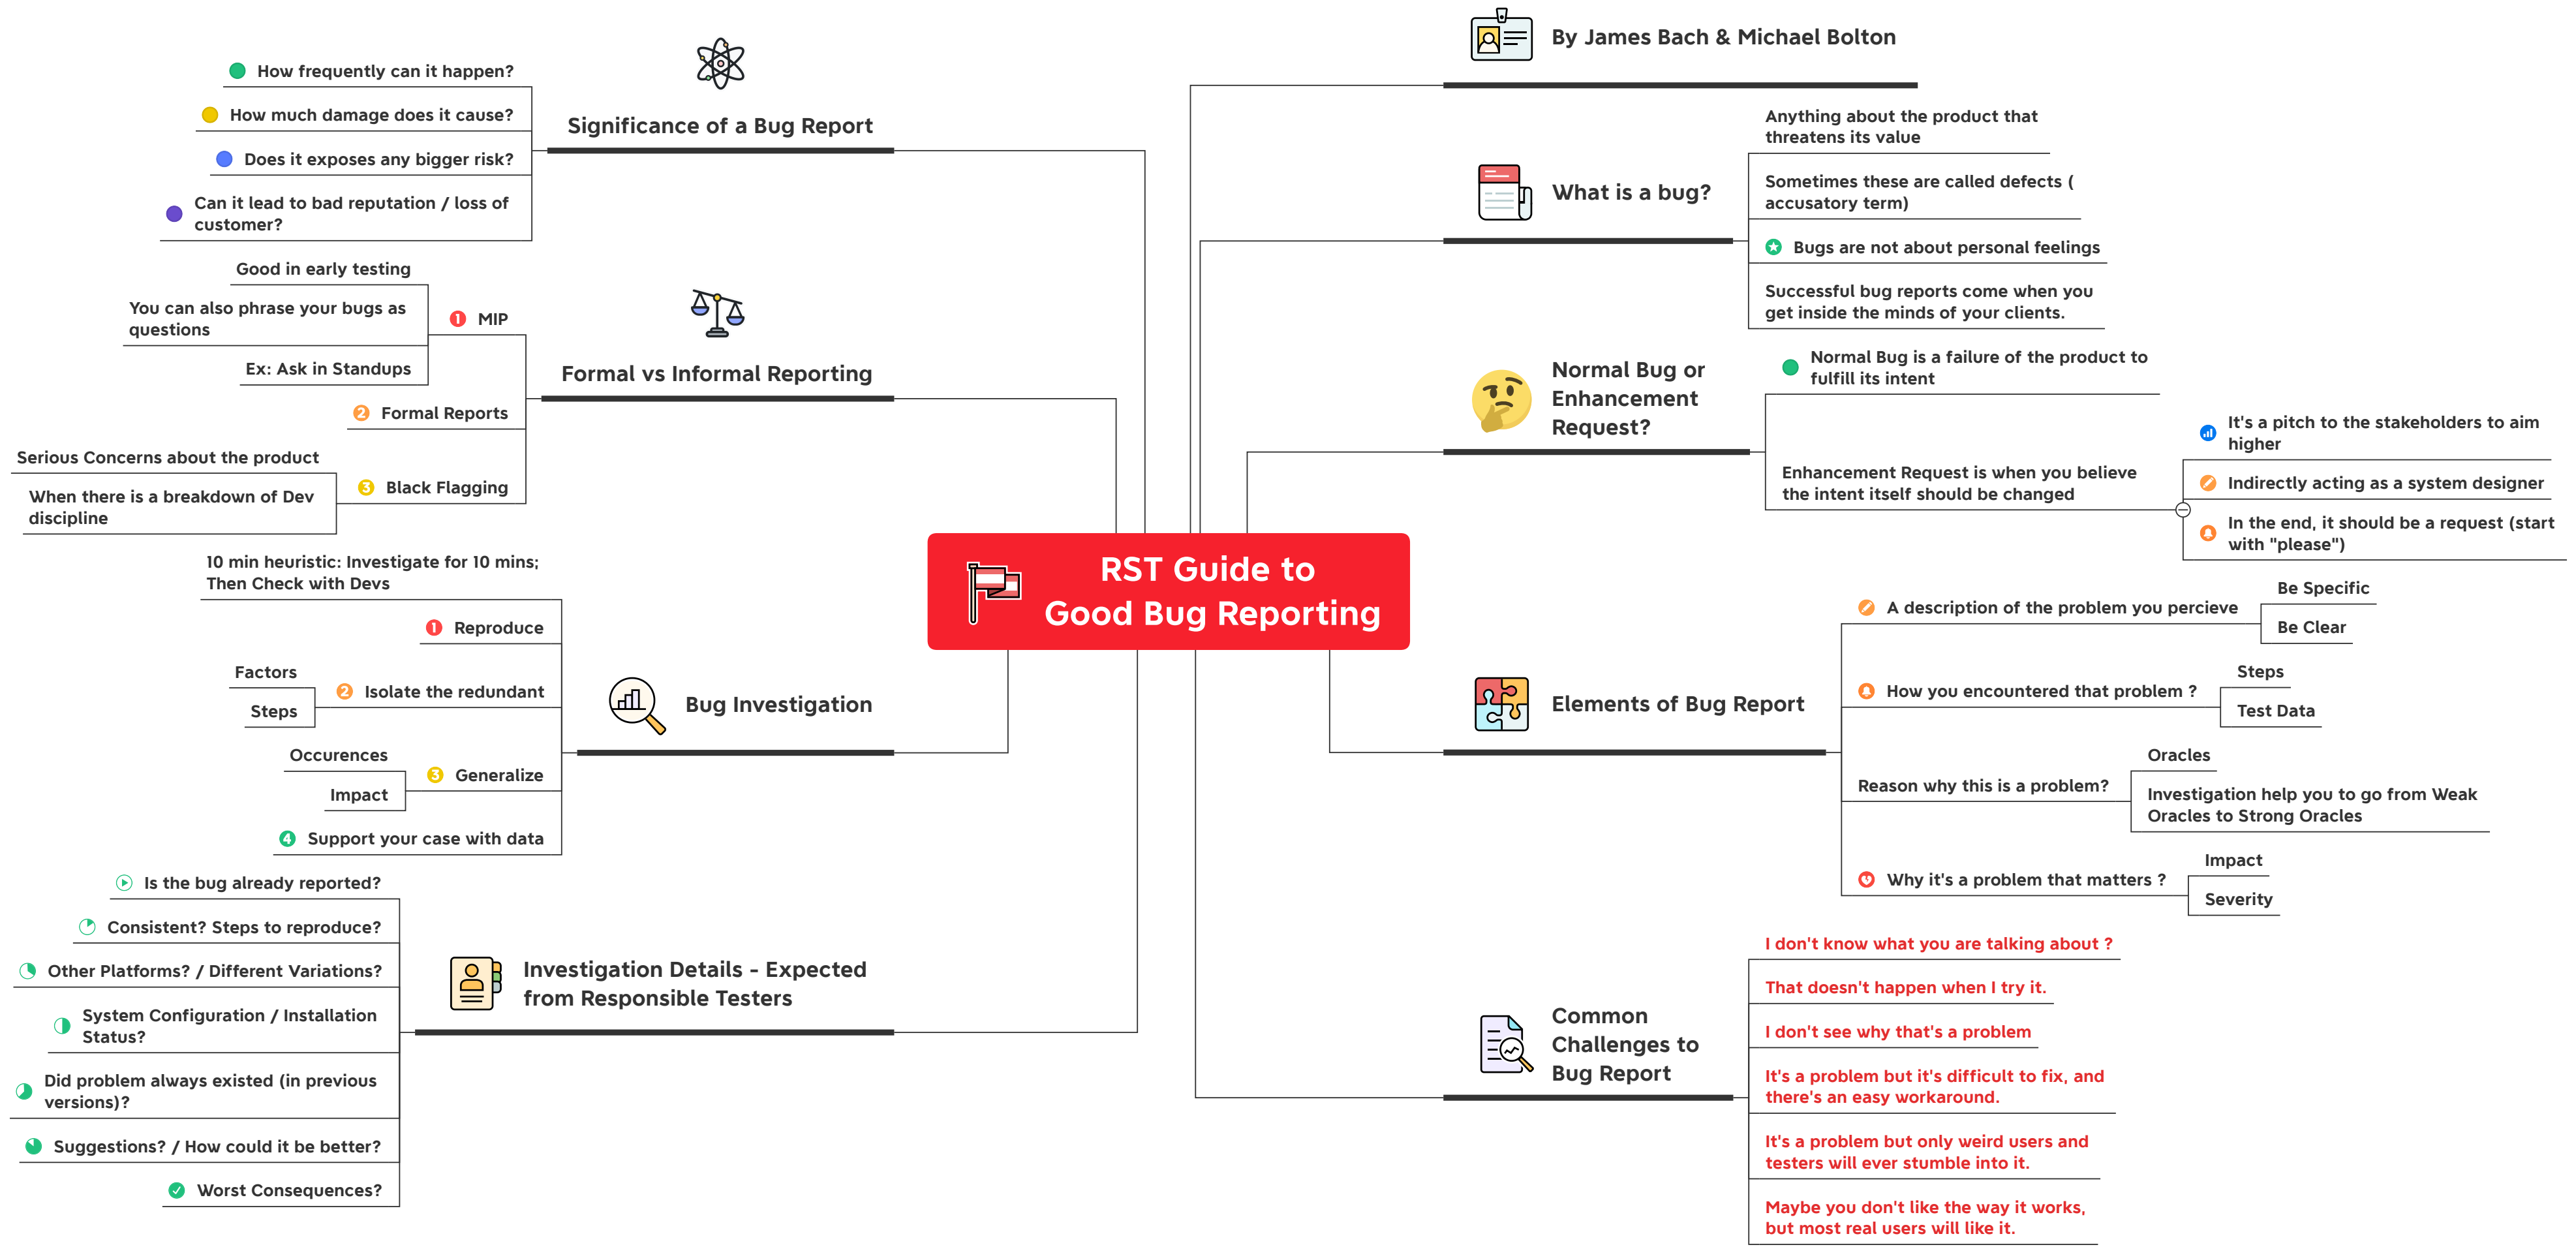 RST Guide to
Good Bug Reporting
By James Bach & Michael Bolton
What is a bug?
Anything about the product that
threatens its value
Sometimes these are called defects (
accusatory term)
Bugs are not about personal feelings
Successful bug reports come when you
get inside the minds of your clients.
Normal Bug or
Enhancement
Request?
Normal Bug is a failure of the product to
fulfill its intent
Enhancement Request is when you believe
the intent itself should be changed
It's a pitch to the stakeholders to aim
higher
Indirectly acting as a system designer
In the end, it should be a request (start
with "please")
Elements of Bug Report
A description of the problem you percieve
Be Specific
Be Clear
How you encountered that problem ?
Steps
Test Data
Reason why this is a problem?
Oracles
Investigation help you to go from Weak
Oracles to Strong Oracles
Why it's a problem that matters ?
Impact
Severity
Common
Challenges to
Bug Report
I don't know what you are talking about ?
That doesn't happen when I try it.
I don't see why that's a problem
It's a problem but it's difficult to fix, and
there's an easy workaround.
It's a problem but only weird users and
testers will ever stumble into it.
Maybe you don't like the way it works,
but most real users will like it.
Significance of a Bug Report
How frequently can it happen?
How much damage does it cause?
Does it exposes any bigger risk?
Can it lead to bad reputation / loss of
customer?
Formal vs Informal Reporting
1 MIP
Good in early testing
You can also phrase your bugs as
questions
Ex: Ask in Standups
2 Formal Reports
3 Black Flagging
Serious Concerns about the product
When there is a breakdown of Dev
discipline
Bug Investigation
10 min heuristic: Investigate for 10 mins;
Then Check with Devs
1 Reproduce
2 Isolate the redundant
Factors
Steps
3 Generalize
Occurences
Impact
4 Support your case with data
Investigation Details - Expected
from Responsible Testers
Is the bug already reported?
Consistent? Steps to reproduce?
Other Platforms? / Different Variations?
System Configuration / Installation
Status?
Did problem always existed (in previous
versions)?
Suggestions? / How could it be better?
Worst Consequences?